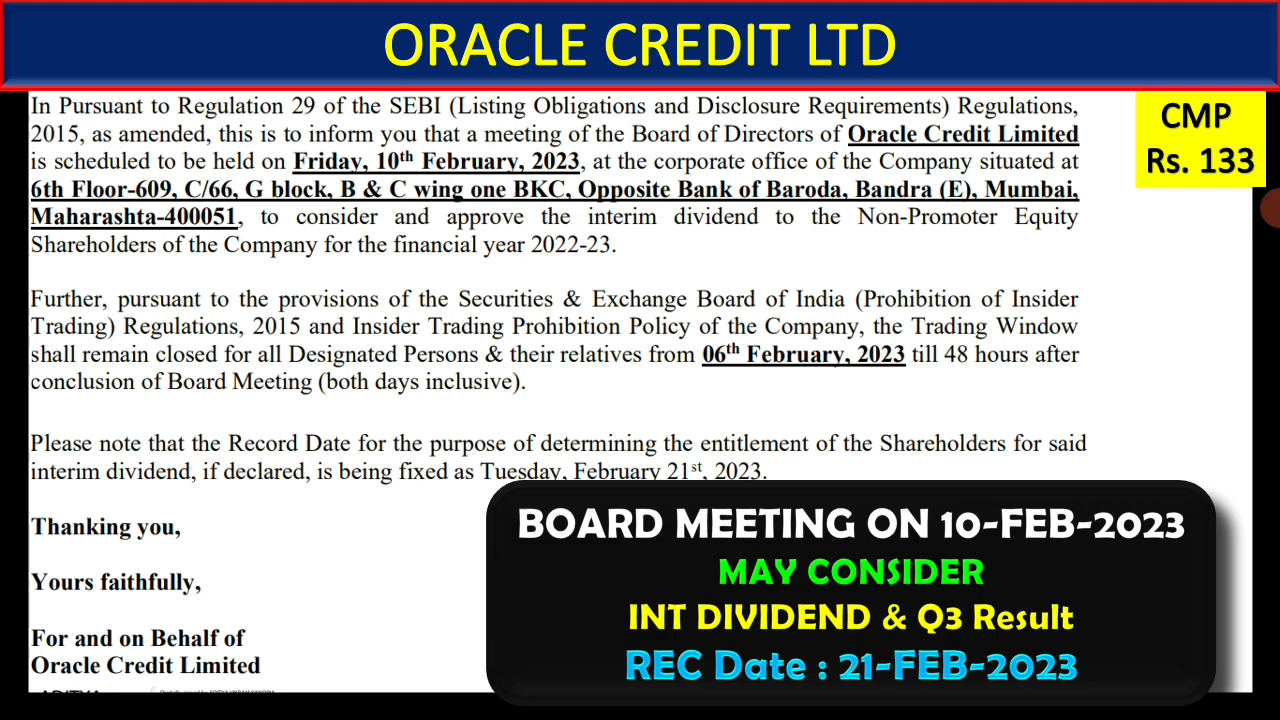 ORACLE CREDIT LTD
In Pursuant to Regulation 29 of the SEBI (Listing Obligations and Disclosure Requirements) Regulations,
2015, as amended, this is to inform you that a meeting of the Board of Directors of Oracle Credit Limited
is scheduled to be held on Friday, 10th February, 2023, at the corporate office of the Company situated at
6th Floor-609, C/66, G block, B & C wing one BKC, Opposite Bank of Baroda, Bandra (E), Mumbai,
Maharashta-400051, to consider and approve the interim dividend to the Non-Promoter Equity
Shareholders of the Company for the financial year 2022-23.
CMP
Rs. 133
Further, pursuant to the provisions of the Securities & Exchange Board of India (Prohibition of Insider
Trading) Regulations, 2015 and Insider Trading Prohibition Policy of the Company, the Trading Window
shall remain closed for all Designated Persons & their relatives from 06th February, 2023 till 48 hours after
conclusion of Board Meeting (both days inclusive).
Please note that the Record Date for the purpose of determining the entitlement of the Shareholders for said
interim dividend, if declared, is being fixed as Tuesday, February 21st, 2023.
Thanking you,
Yours faithfully,
For and on Behalf of
Oracle Credit Limited
BOARD MEETING ON 10-FEB-2023
MAY CONSIDER
INT DIVIDEND & Q3 Result
REC Date : 21-FEB-2023